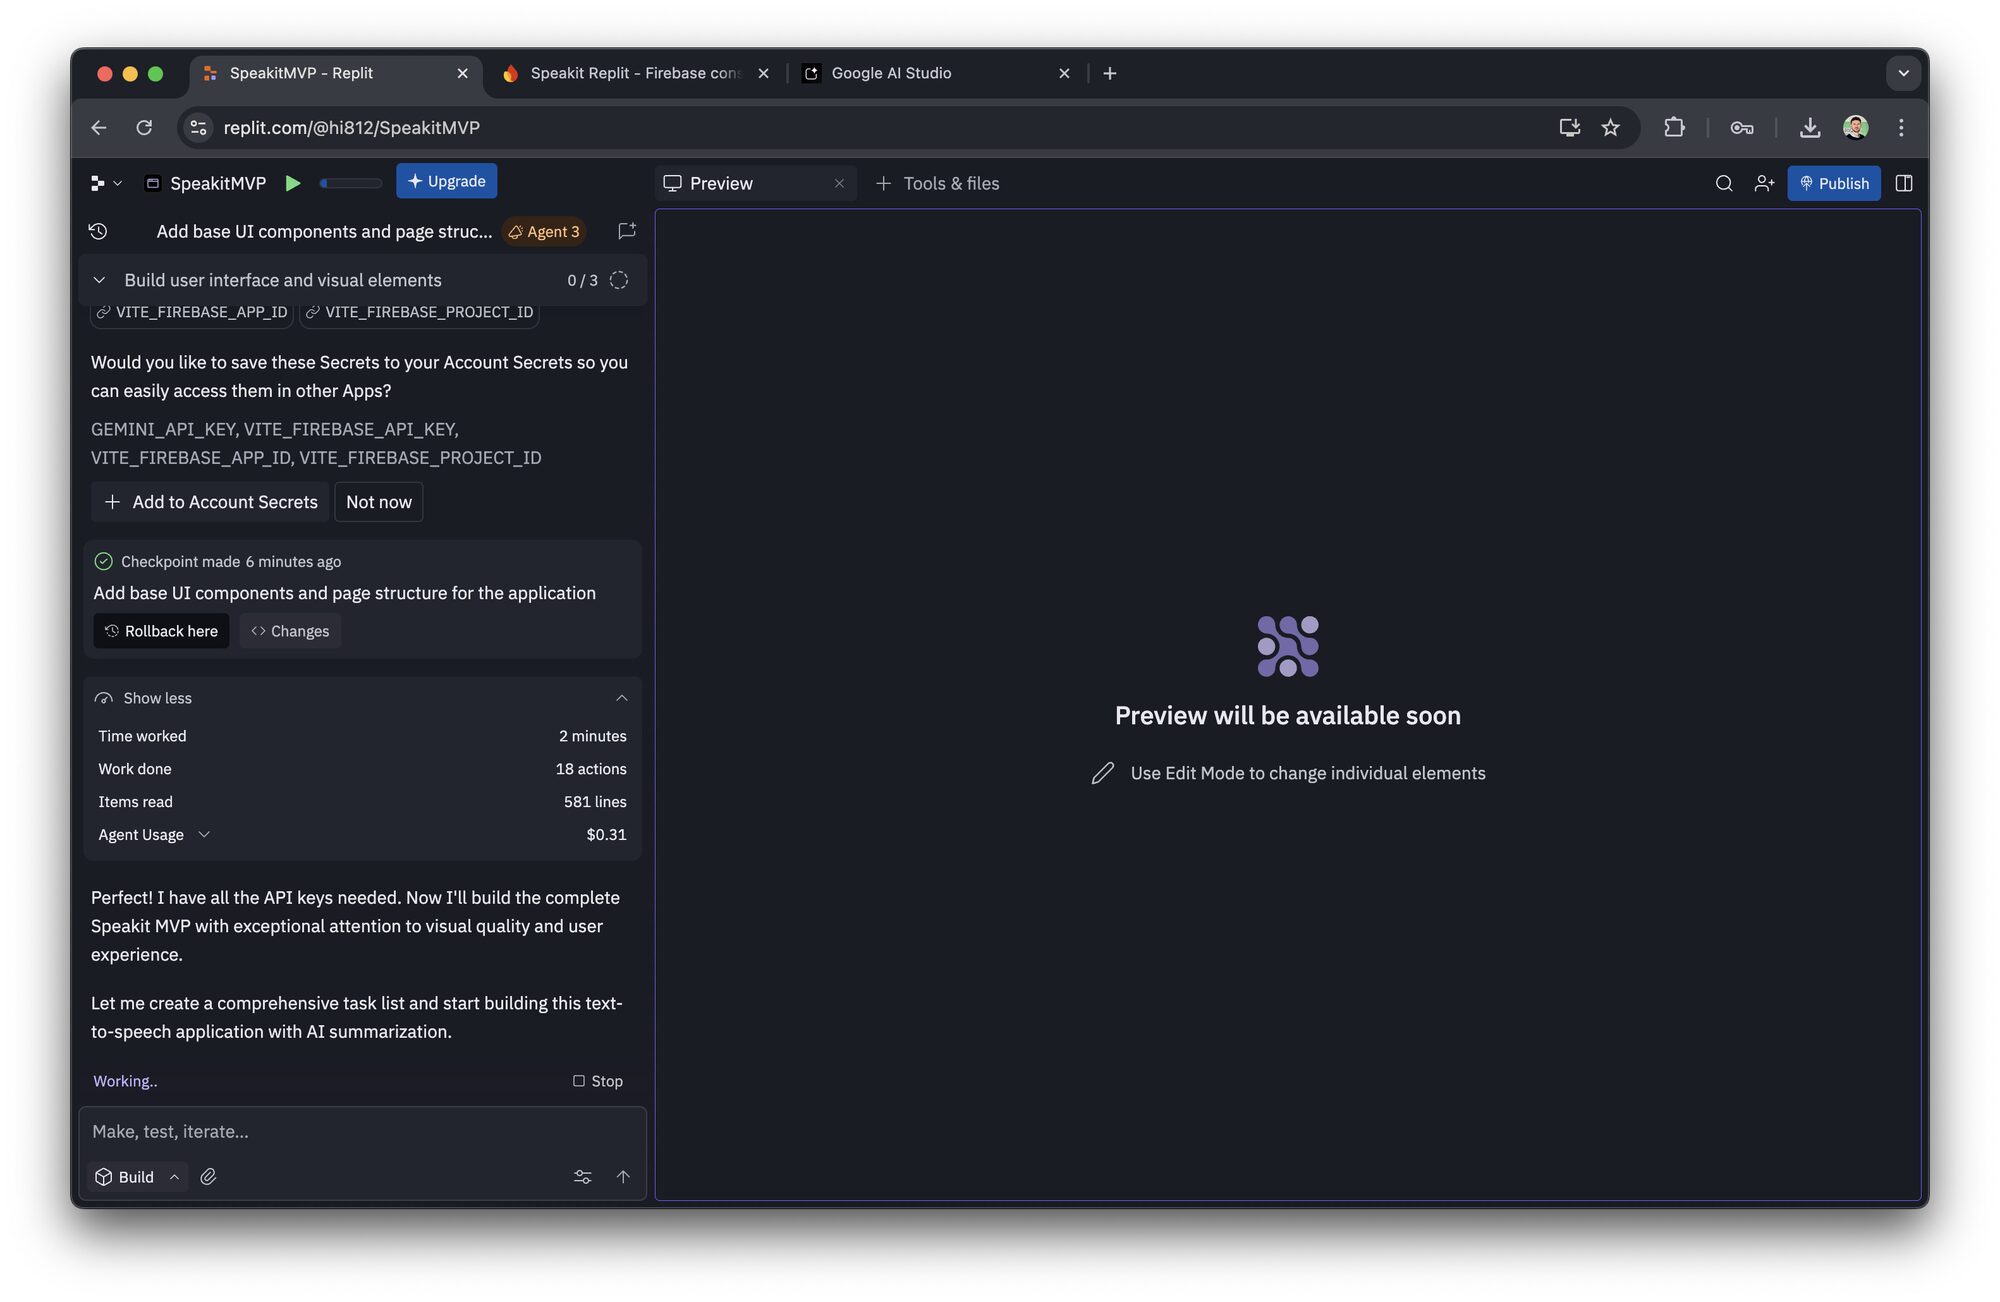 SpeakitMVP - Replit
Speakit Replit - Firebase cons
Google AI Studio
replit.com/@hi812/SpeakitMVP
SpeakitMVP
Upgrade
Preview
Tools & files
Publish
Add base UI components and page struc...
Agent 3
Build user interface and visual elements
0 / 3
VITE_FIREBASE_APP_ID
VITE_FIREBASE_PROJECT_ID
Would you like to save these Secrets to your Account Secrets so you
can easily access them in other Apps?
GEMINI_API_KEY, VITE_FIREBASE_API_KEY,
VITE_FIREBASE_APP_ID, VITE_FIREBASE_PROJECT_ID
Add to Account Secrets
Not now
Checkpoint made 6 minutes ago
Add base UI components and page structure for the application
Rollback here
Changes
Show less
Time worked 2 minutes
Work done 18 actions
Items read 581 lines
Agent Usage $0.31
Perfect! I have all the API keys needed. Now I'll build the complete
Speakit MVP with exceptional attention to visual quality and user
experience.
Let me create a comprehensive task list and start building this text-
to-speech application with AI summarization.
Working..
Stop
Make, test, iterate...
Build
Preview will be available soon
Use Edit Mode to change individual elements